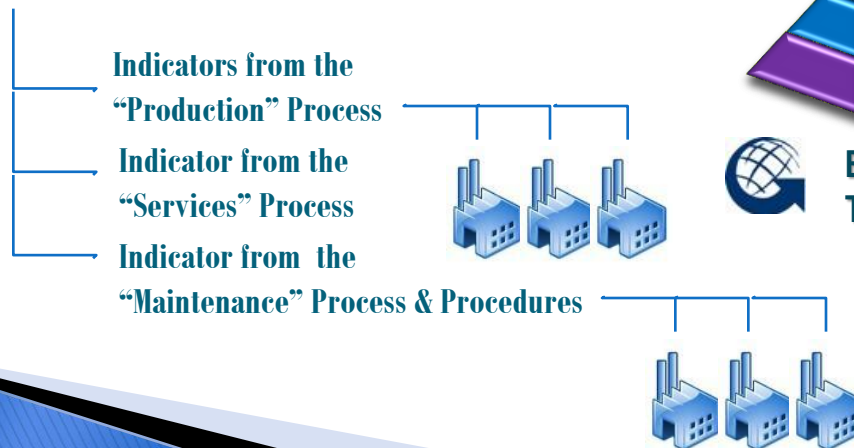 Indicators from the
“Production” Process
Indicator from the
“Services” Process
Indicator from  the
“Maintenance” Process & Procedures